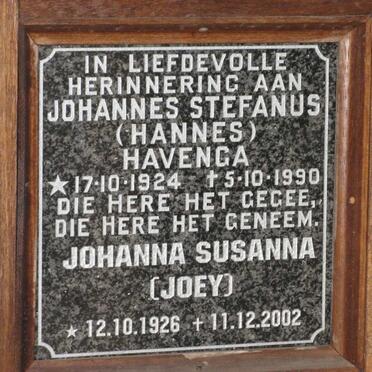 IN LIEFDEVOLLE
HERINNERING AAN
JOHANNES STEFANUS
(HANNES)
HAVENGA
★17·10·1924 †5·10·1990
DIE HERE HET GEGEE,
DIE HERE HET GENEEM.
JOHANNA SUSANNA
(JOEY)
★ 12.10.1926 † 11.12.2002